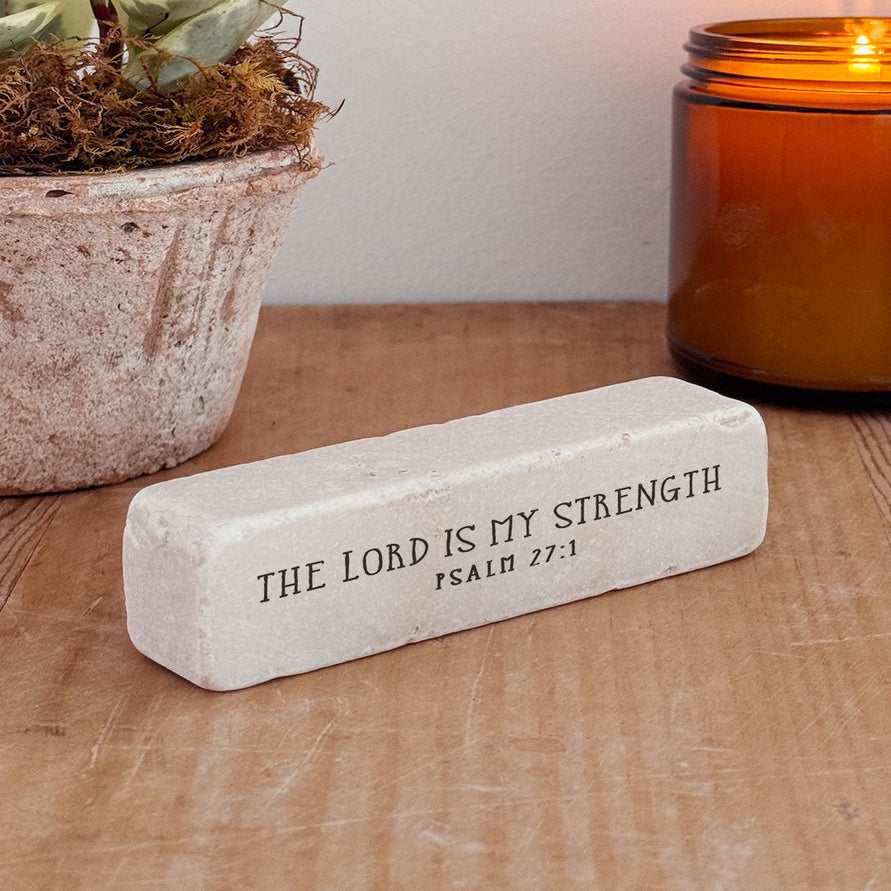 THE LORD IS MY STRENGTH
PSALM 27:1